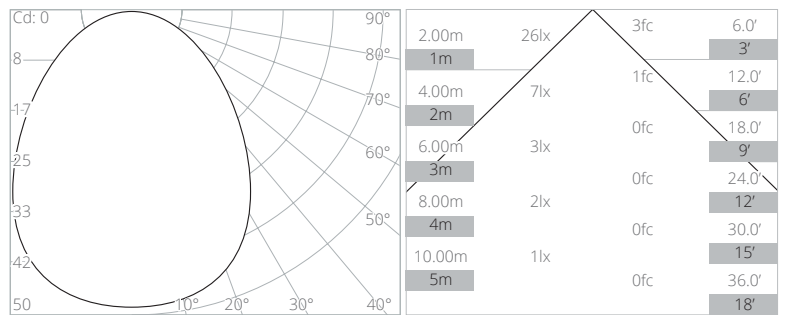 Cd: 0
8
17
25
33
42
50
90°
80°
70°
60°
50°
10°
20°
30°
40°
2.00m 26lx
1m
4.00m 7lx
2m
6.00m 3lx
3m
8.00m 2lx
4m
10.00m 1lx
5m
3fc 6.0’
3’
1fc 12.0’
6’
0fc 18.0’
9’
0fc 24.0’
12’
0fc 30.0’
15’
0fc 36.0’
18’